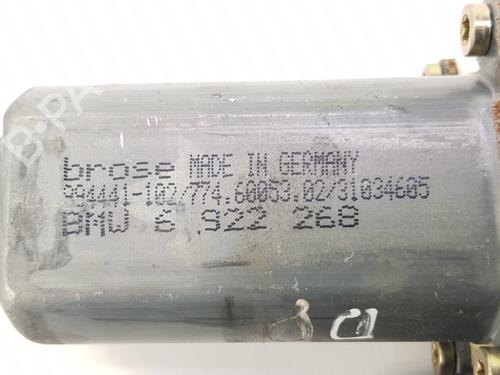 brose MADE IN GERMANY
994441-102/774.60053.02/31034605
BMW 6 922 268